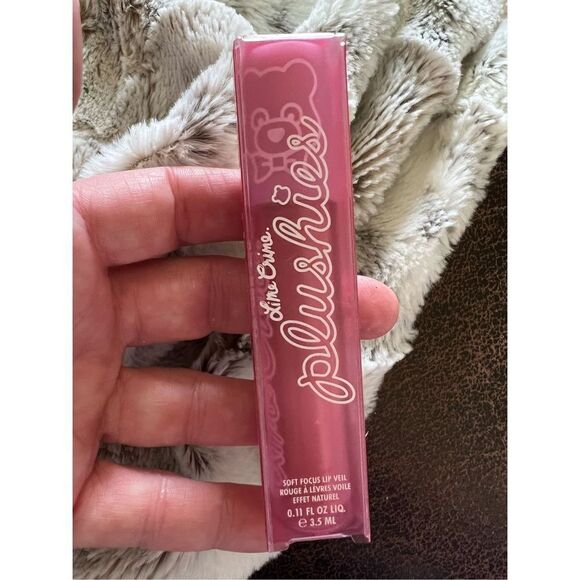 Lime Crime.
plushies
SOFT FOCUS LIP VEIL
ROUGE À LÈVRES VOILE
EFFET NATUREL
0.11 FL OZ LIQ.
℮ 3.5 ML